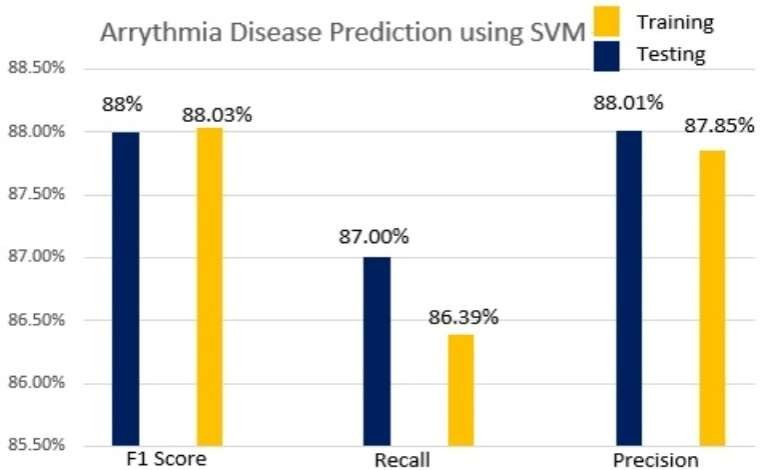 Arrythmia Disease Prediction using SVM
Training
Testing
88.50%
88.00%
87.50%
87.00%
86.50%
86.00%
85.50%
88%
88.03%
87.00%
86.39%
88.01%
87.85%
F1 Score
Recall
Precision